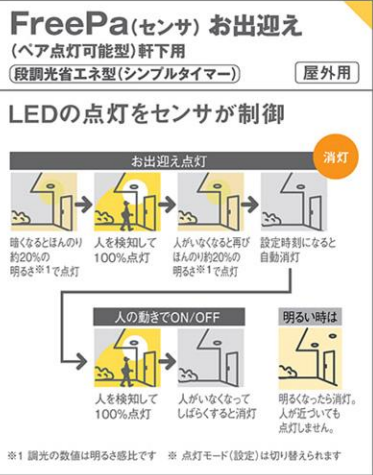 FreePa(センサ) お出迎え
(ペア点灯可能型)軒下用
段調光省エネ型(シンプルタイマー)
屋外用
LEDの点灯をセンサが制御
お出迎え点灯
消灯
暗くなるとほんのり
約20%の
明るさ※1で点灯
人を検知して
100%点灯
人がいなくなると再び
ほんのり約20%の
明るさ※1で点灯
設定時刻になると
自動消灯
人の動きでON/OFF
明るい時は
人を検知して
100%点灯
人がいなくなって
しばらくすると消灯
明るくなったら消灯。
人が近づいても
点灯しません。
※1 調光の数値は明るさ感比です ※ 点灯モード(設定)は切り替えられます